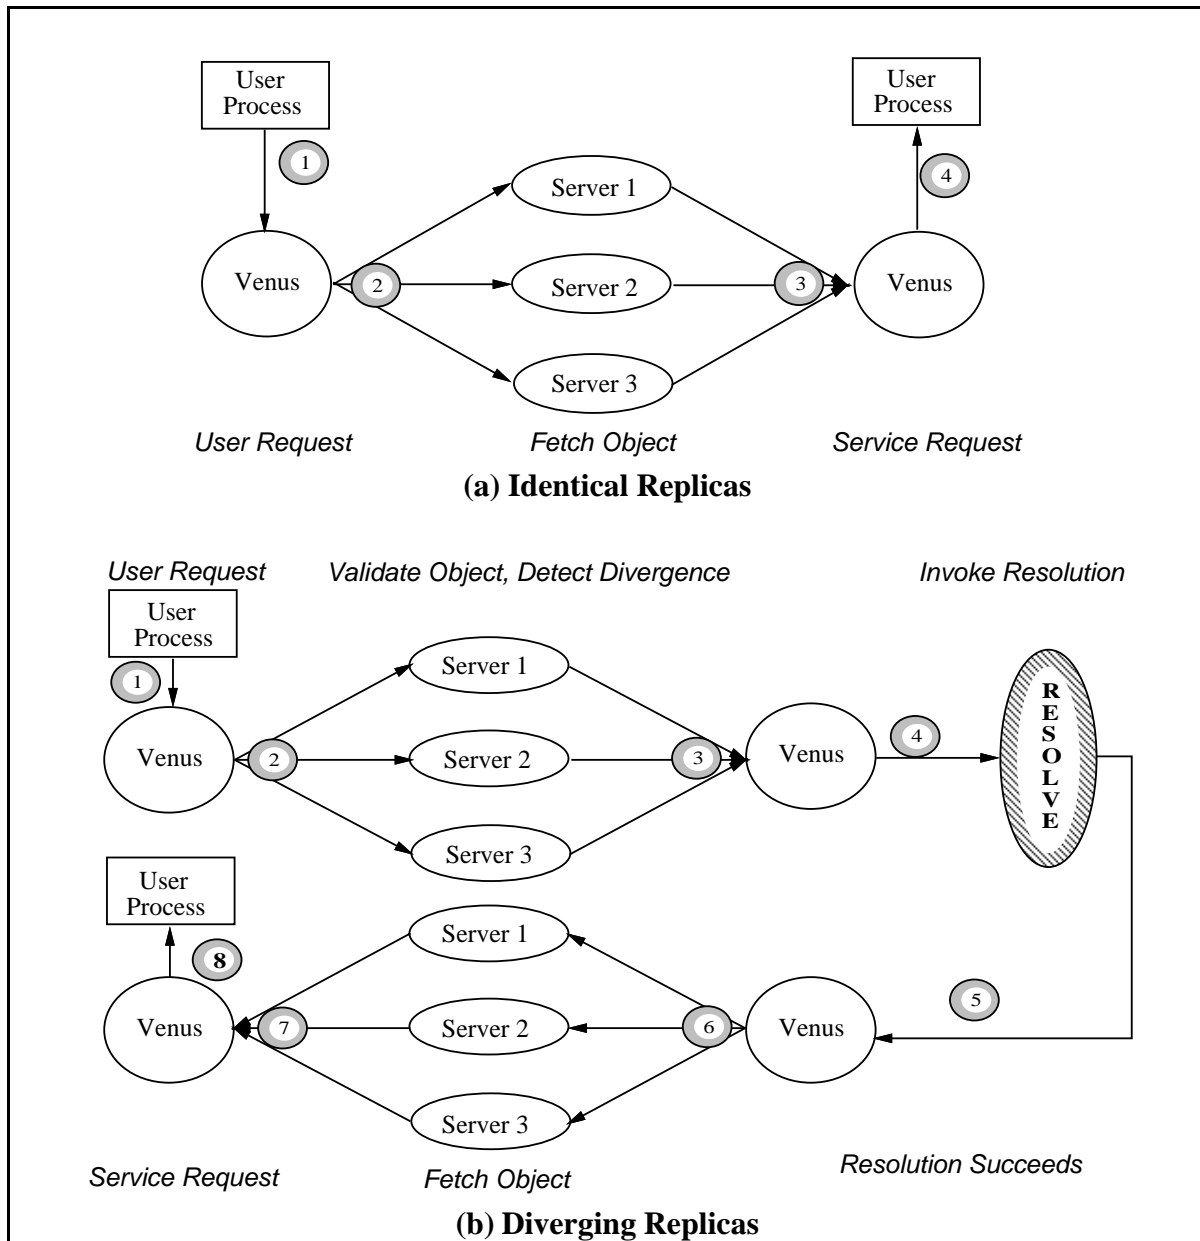 User
Process
User
Process
1
4
Server 1
Venus
2
Server 2
3
Venus
Server 3
User Request
Fetch Object
Service Request
(a) Identical Replicas
User Request
Validate Object, Detect Divergence
Invoke Resolution
User
Process
1
Server 1
Venus
2
Server 2
3
Venus
4
RESOLVE
Server 3
User
Process
8
Server 1
5
Venus
7
Server 2
6
Venus
Server 3
Service Request
Fetch Object
Resolution Succeeds
(b) Diverging Replicas